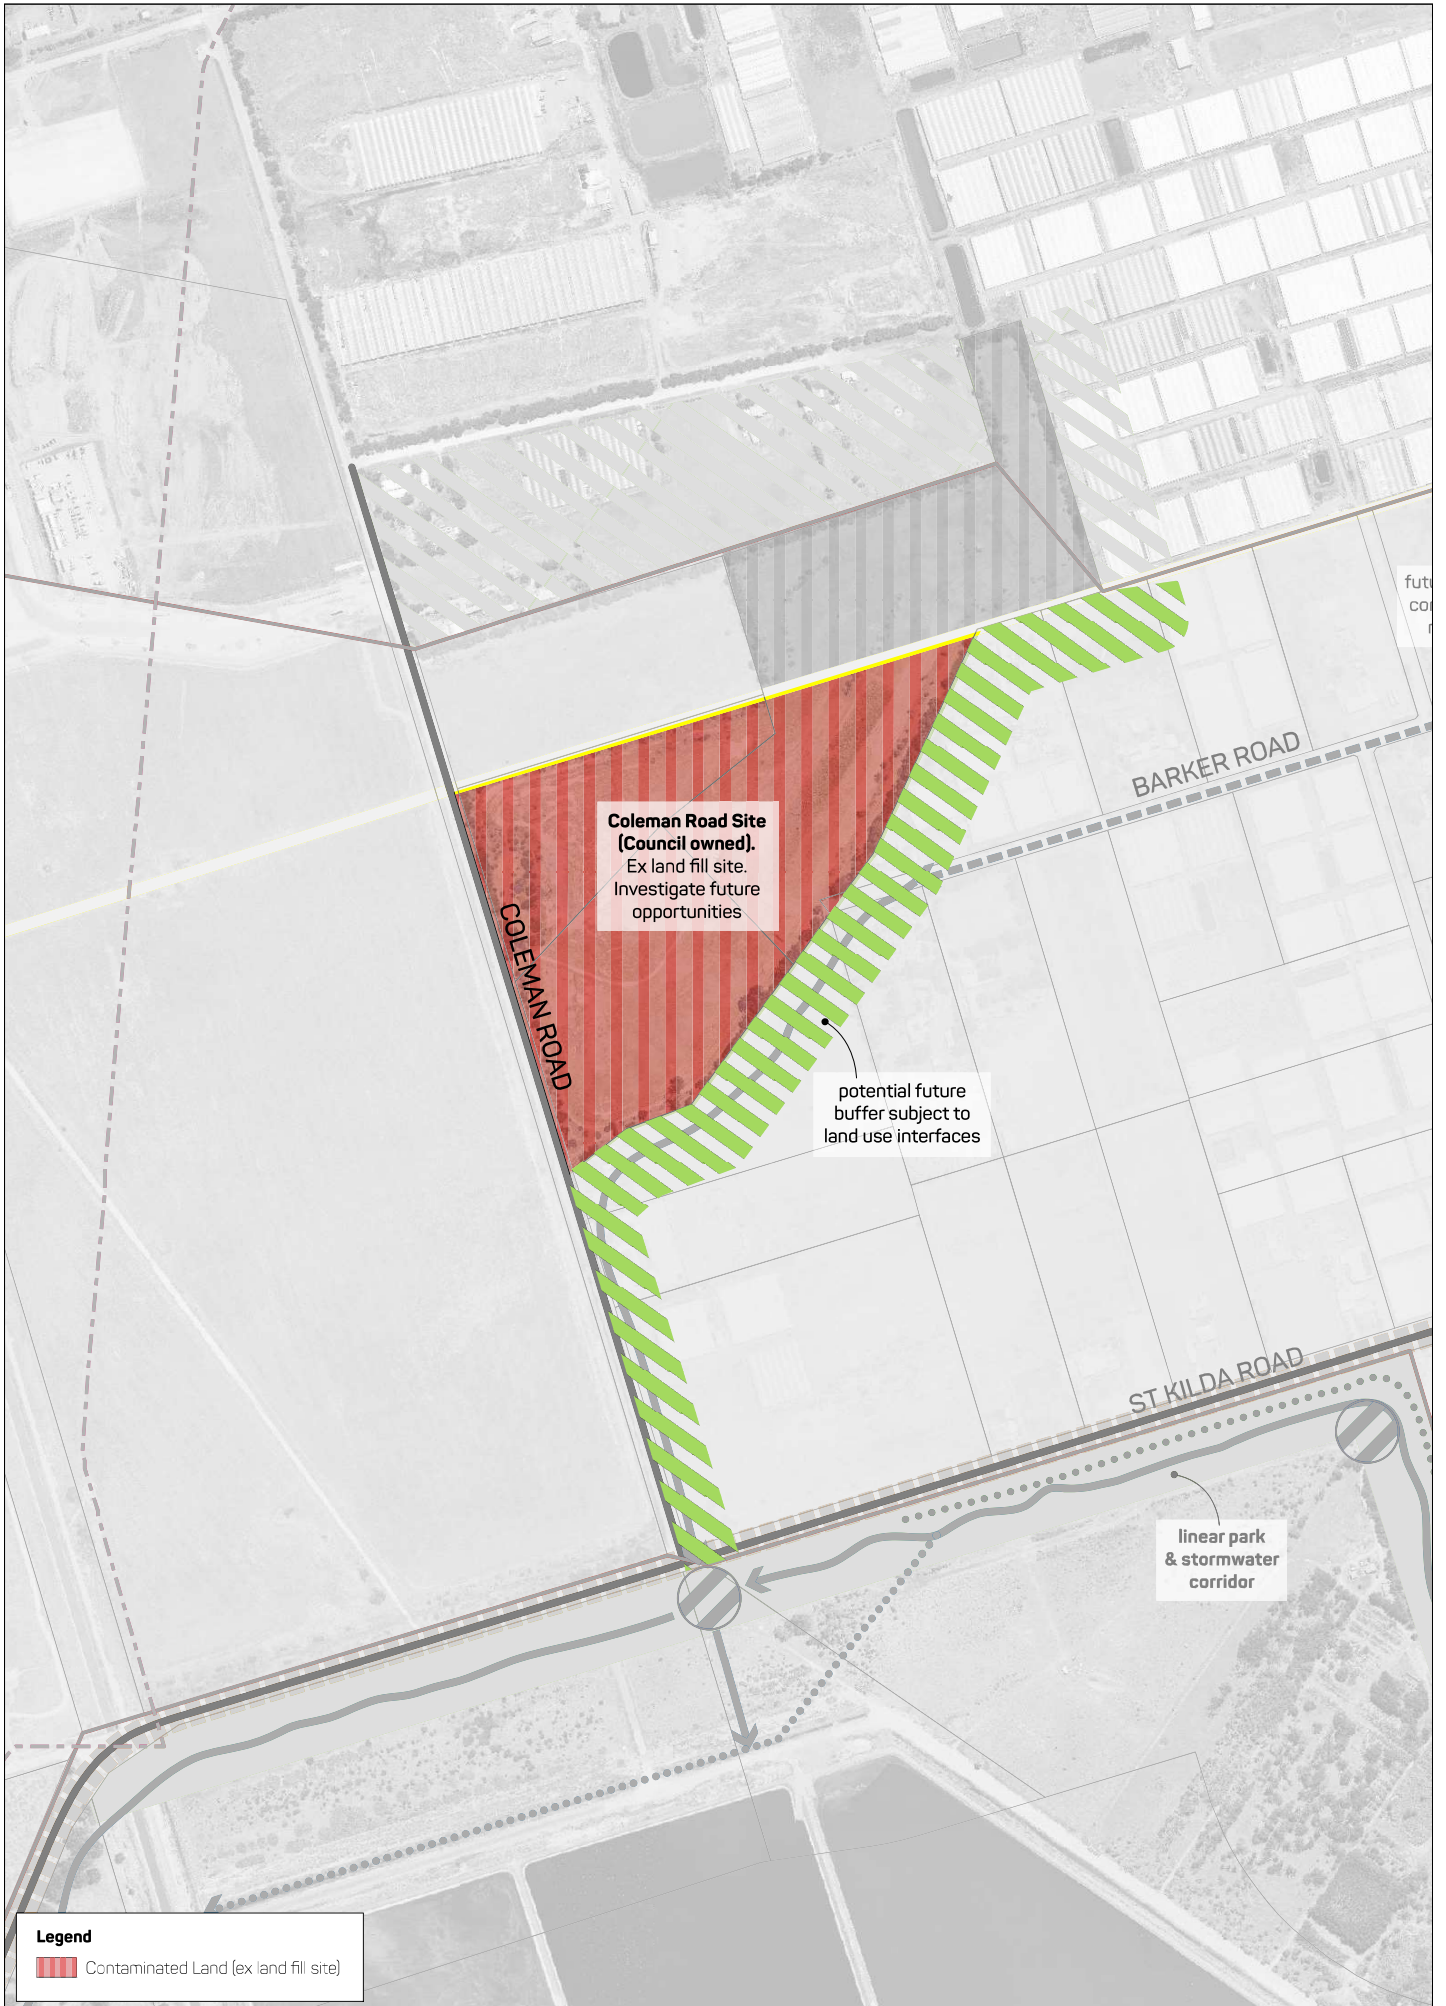 futu
con
BARKER ROAD
Coleman Road Site
(Council owned).
Ex land fill site.
Investigate future
opportunities
COLEMAN ROAD
potential future
buffer subject to
land use interfaces
ST KILDA ROAD
linear park
& stormwater
corridor
Legend
Contaminated Land (ex land fill site)